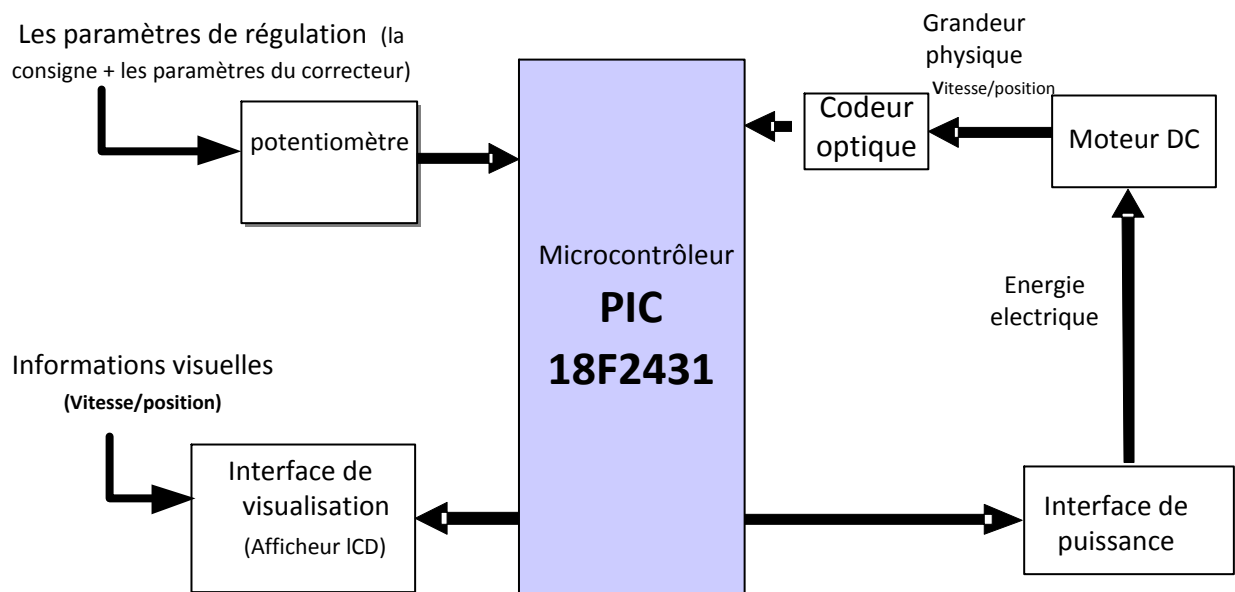 Les paramètres de régulation (la
consigne + les paramètres du correcteur)
potentiomètre
Microcontrôleur
PIC
18F2431
Grandeur
physique
Vitesse/position
Codeur
optique
Moteur DC
Energie
electrique
Informations visuelles
(Vitesse/position)
Interface de
visualisation
(Afficheur lCD)
Interface de
puissance